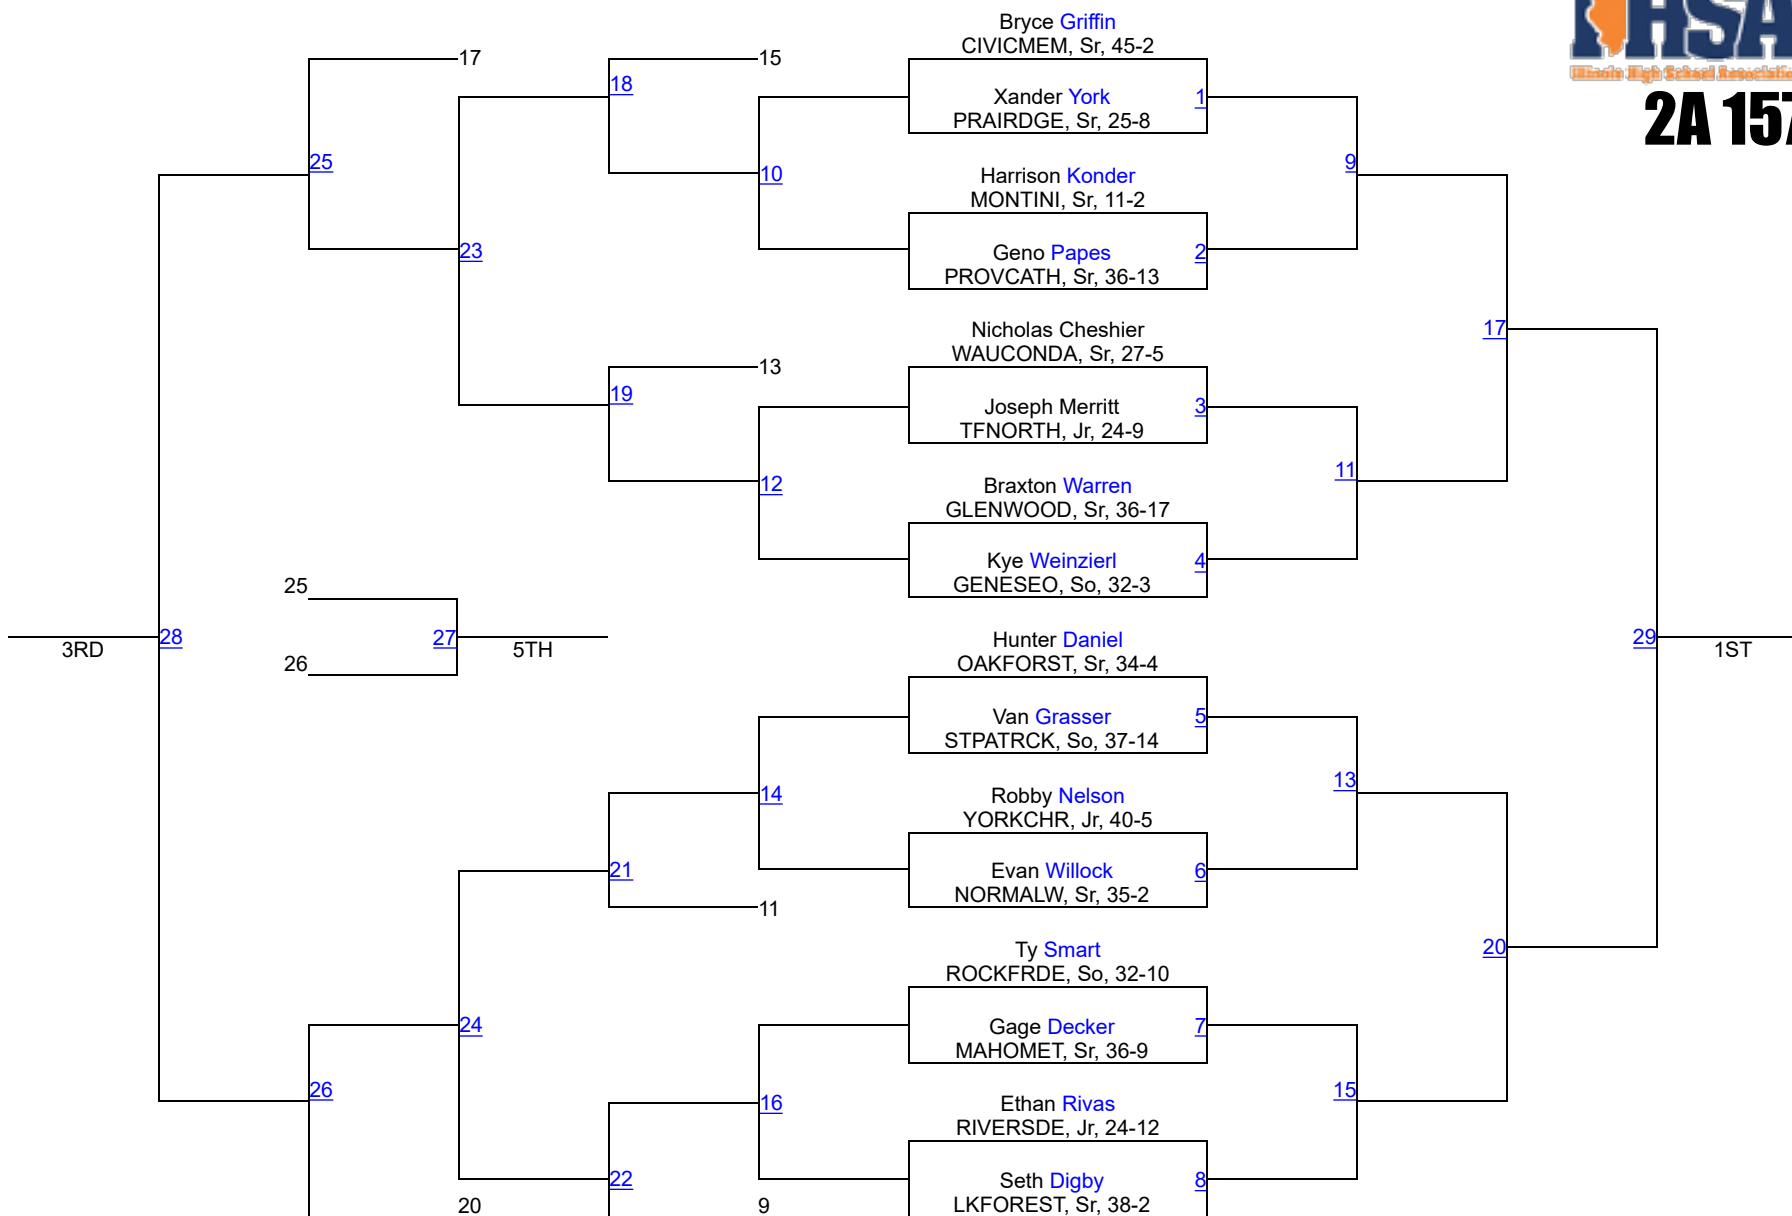 HSA
Illinois High School Associatio
2A 157
Bryce Griffin
CIVICMEM, Sr, 45-2
17
15
18
Xander York
1
PRAIRDGE, Sr, 25-8
25
10
9
Harrison Konder
MONTINI, Sr, 11-2
23
Geno Papes
2
PROVCATH, Sr, 36-13
Nicholas Cheshier
17
WAUCONDA, Sr, 27-5
13
19
Joseph Merritt
3
TFNORTH, Jr, 24-9
12
11
Braxton Warren
GLENWOOD, Sr, 36-17
Kye Weinzierl
4
GENESEO, So, 32-3
25
3RD
28
27
5TH
26
Hunter Daniel
29
1ST
OAKFORST, Sr, 34-4
Van Grasser
5
STPATRCK, So, 37-14
14
13
Robby Nelson
YORKCHR, Jr, 40-5
21
Evan Willock
6
NORMALW, Sr, 35-2
11
Ty Smart
20
ROCKFRDE, So, 32-10
24
Gage Decker
7
MAHOMET, Sr, 36-9
26
16
15
Ethan Rivas
RIVERSDE, Jr, 24-12
22
Seth Digby
8
LKFOREST, Sr, 38-2
20
9